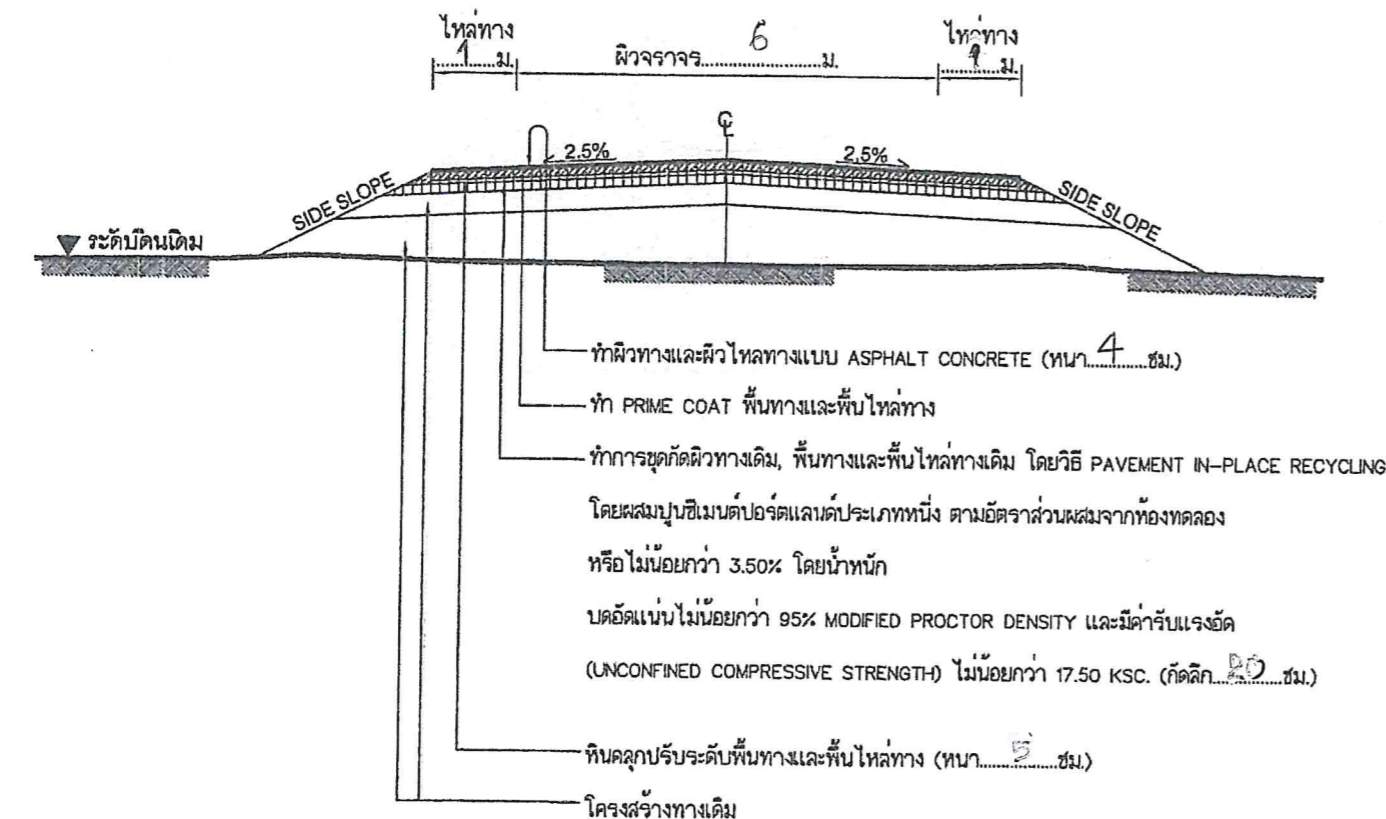 ไหล่ทาง
1 ม.
ผิวจราจร 6 ม.
ไหล่ทาง
1 ม.
℄
2.5%
2.5%
SIDE SLOPE
SIDE SLOPE
ระดับดินเดิม
ทำผิวทางและผิวไหล่ทางแบบ ASPHALT CONCRETE (หนา 4 ซม.)
ทำ PRIME COAT พื้นทางและพื้นไหล่ทาง
ทำการขุดกัดผิวทางเดิม, พื้นทางและพื้นไหล่ทางเดิม โดยวิธี PAVEMENT IN-PLACE RECYCLING
โดยผสมปูนซีเมนต์ปอร์ตแลนด์ประเภทหนึ่ง ตามอัตราส่วนผสมจากห้องทดลอง
หรือไม่น้อยกว่า 3.50% โดยน้ำหนัก
บดอัดแน่นไม่น้อยกว่า 95% MODIFIED PROCTOR DENSITY และมีค่ารับแรงอัด
(UNCONFINED COMPRESSIVE STRENGTH) ไม่น้อยกว่า 17.50 KSC. (กัดลึก 20 ซม.)
หินคลุกปรับระดับพื้นทางและพื้นไหล่ทาง (หนา 5 ซม.)
โครงสร้างทางเดิม